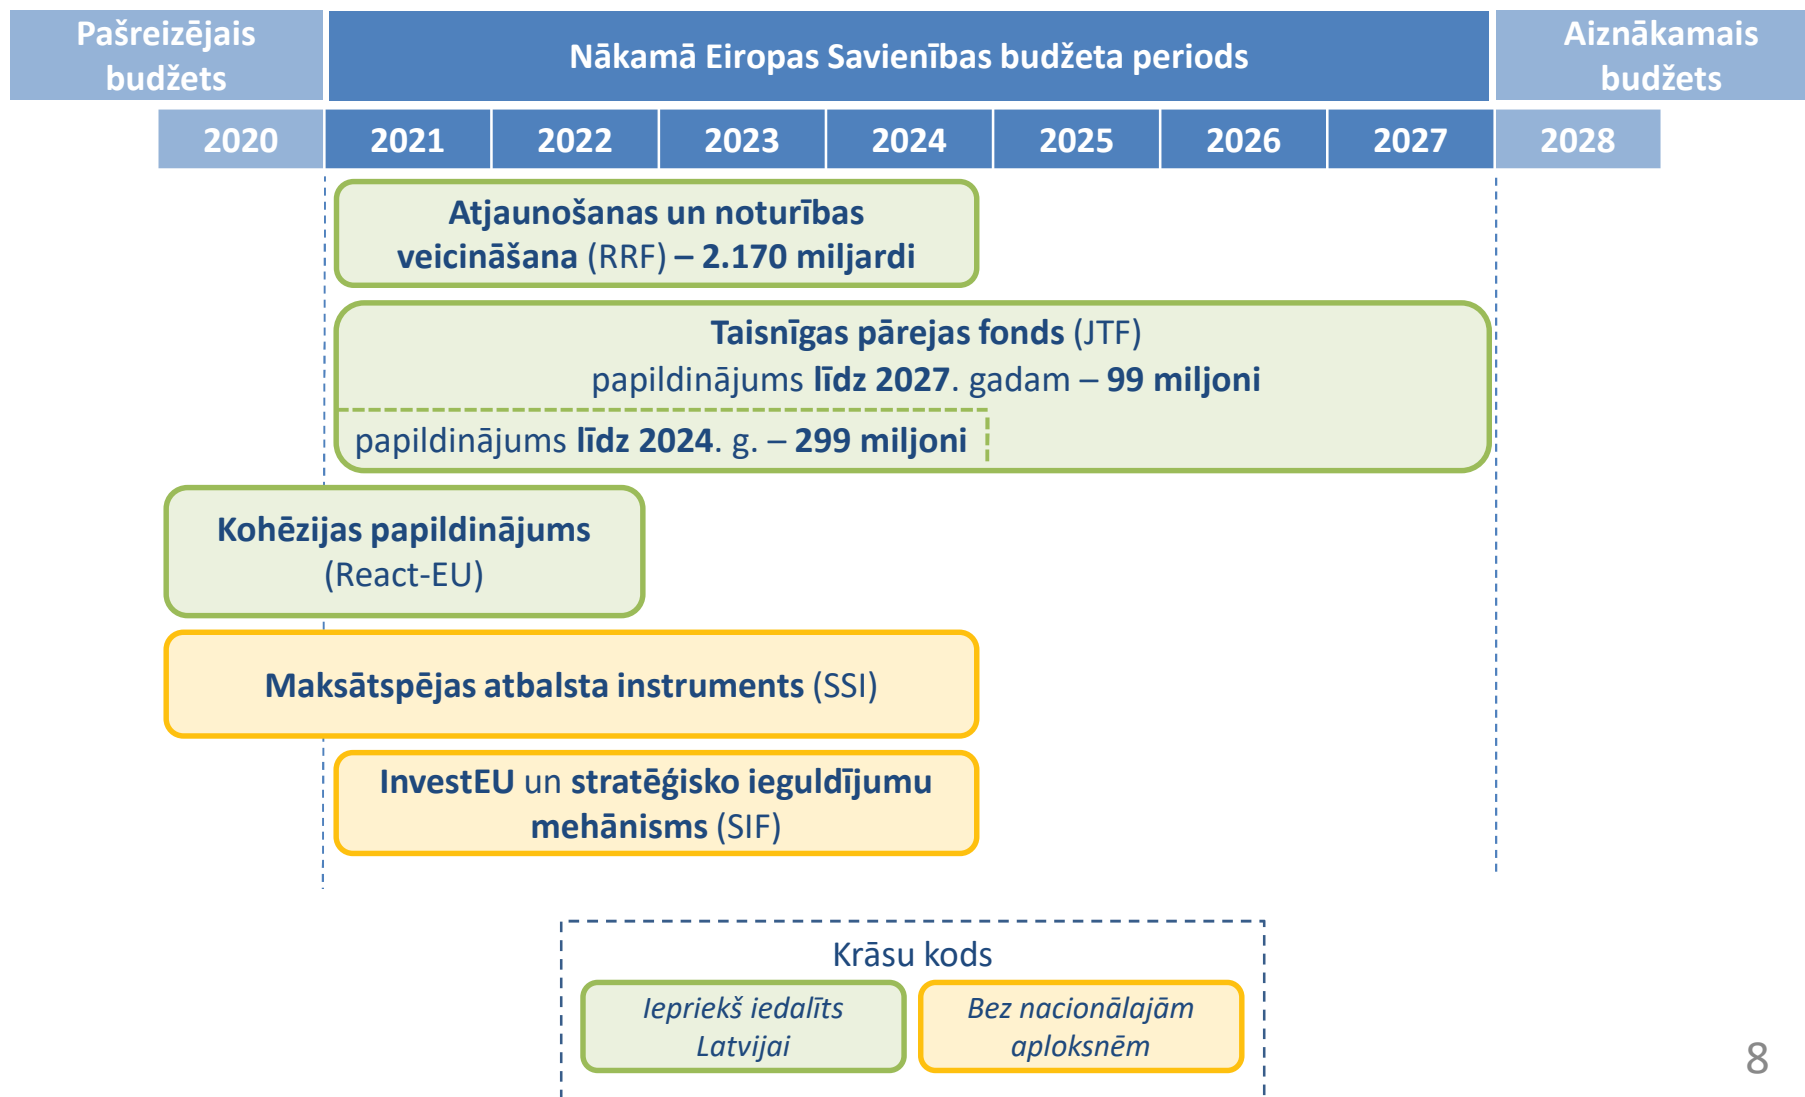 Pašreizējais
budžets
Nākamā Eiropas Savienības budžeta periods
Aiznākamais
budžets
2020 2021 2022 2023 2024 2025 2026 2027 2028
Atjaunošanas un noturības
veicināšana (RRF) – 2.170 miljardi
Taisnīgas pārejas fonds (JTF)
papildinājums līdz 2027. gadam – 99 miljoni
papildinājums līdz 2024. g. – 299 miljoni
Kohēzijas papildinājums
(React-EU)
Maksātspējas atbalsta instruments (SSI)
InvestEU un stratēģisko ieguldījumu
mehānisms (SIF)
Krāsu kods
Iepriekš iedalīts
Latvijai
Bez nacionālajām
aploksnēm
8